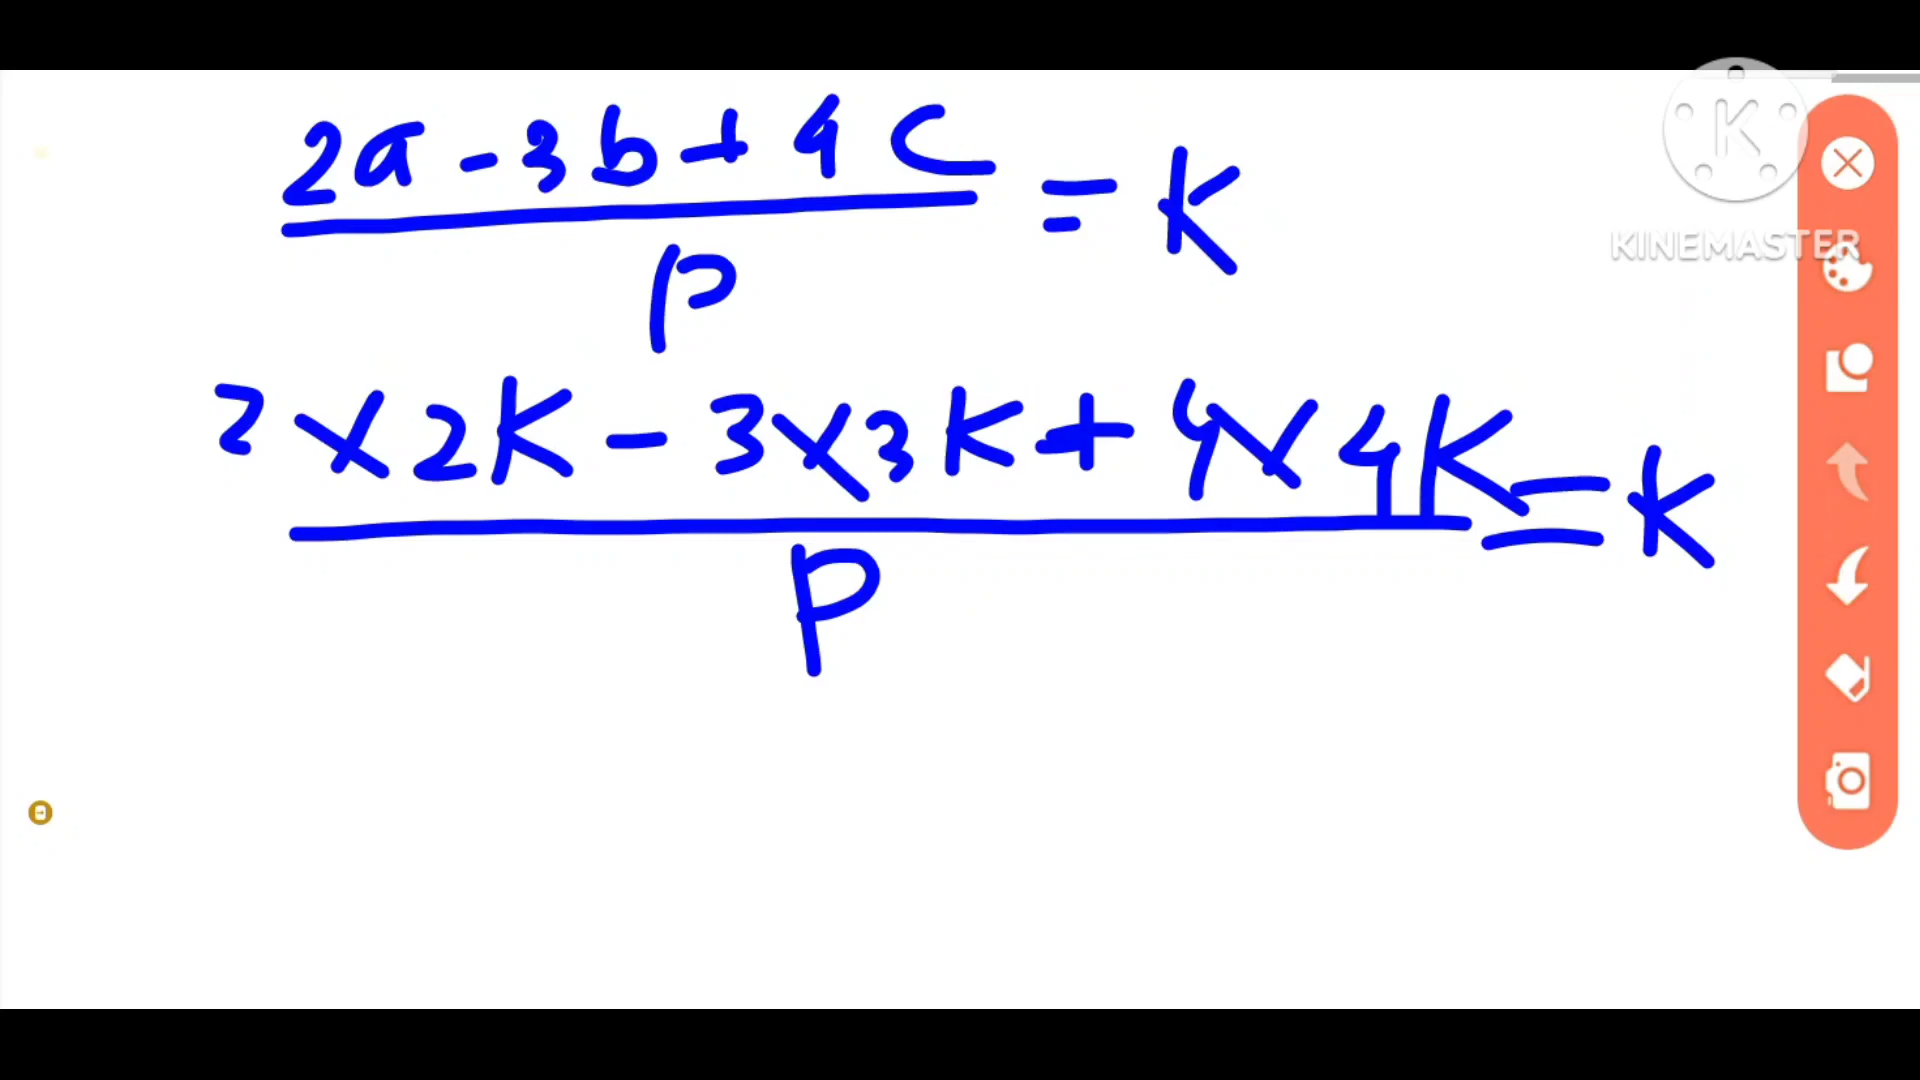 2a - 3b + 4c = K
p
2 x 2K - 3 x 3K + 4 x 4K = K
P
K
KINEMASTER